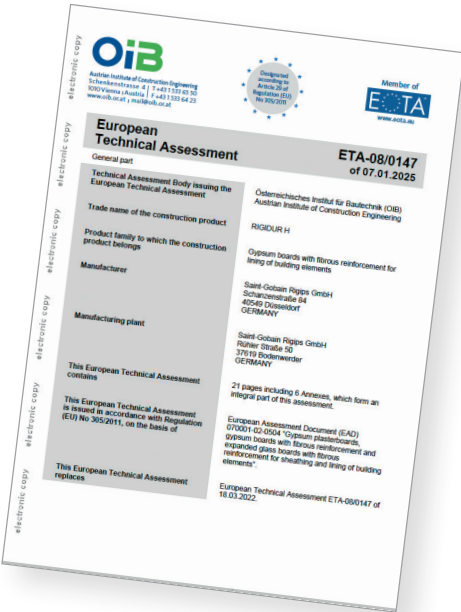 OiB
Austrian Institute of Construction Engineering
Schenkenstrasse 4 | T +43 1 533 65 50
1010 Vienna | Austria | F +43 1 533 64 23
www.oib.or.at | mail@oib.or.at
Designated
according to
Article 29 of
Regulation (EU)
No 305/2011
Member of
EOTA
www.eota.eu
European
Technical Assessment
ETA-08/0147
of 07.01.2025
General part
Technical Assessment Body issuing the
European Technical Assessment
Österreichisches Institut für Bautechnik (OIB)
Austrian Institute of Construction Engineering
Trade name of the construction product
RIGIDUR H
Product family to which the construction
product belongs
Gypsum boards with fibrous reinforcement for
lining of building elements
Manufacturer
Saint-Gobain Rigips GmbH
Schanzenstraße 84
40549 Düsseldorf
GERMANY
Manufacturing plant
Saint-Gobain Rigips GmbH
Rühler Straße 50
37619 Bodenwerder
GERMANY
This European Technical Assessment
contains
21 pages including 6 Annexes, which form an
integral part of this assessment.
This European Technical Assessment
is issued in accordance with Regulation
(EU) No 305/2011, on the basis of
European Assessment Document (EAD)
070001-02-0504 "Gypsum plasterboards,
gypsum boards with fibrous reinforcement and
expanded glass boards with fibrous
reinforcement for sheathing and lining of building
elements".
This European Technical Assessment
replaces
European Technical Assessment ETA-08/0147 of
18.03.2022.
electronic copy
electronic copy
electronic copy
electronic copy
electronic copy
electronic copy